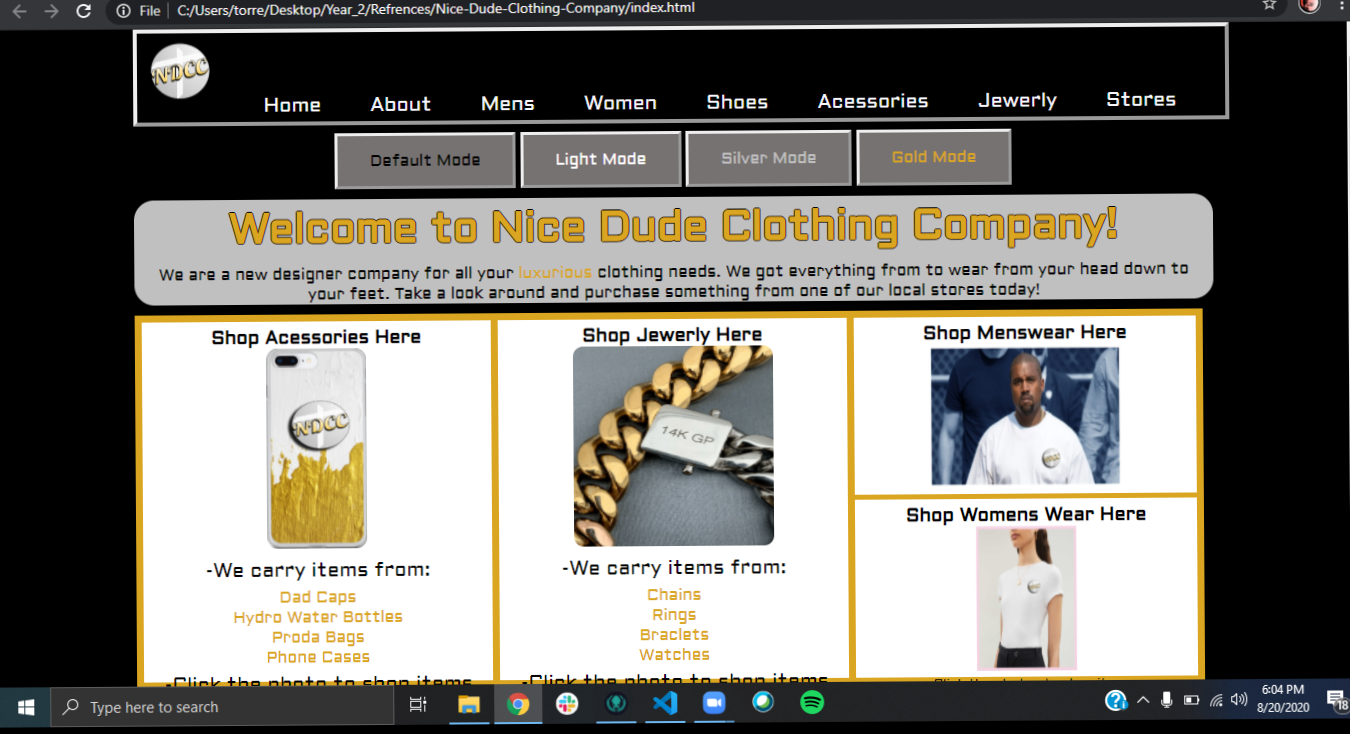 File
C:/Users/torre/Desktop/Year_2/Refrences/Nice-Dude-Clothing-Company/index.html
NDCC
Home About Mens Women Shoes Acessories Jewerly Stores
Default Mode Light Mode Silver Mode Gold Mode
Welcome to Nice Dude Clothing Company!
We are a new designer company for all your luxurious clothing needs. We got everything from to wear from your head down to
your feet. Take a look around and purchase something from one of our local stores today!
Shop Acessories Here
NDCC
-We carry items from:
Dad Caps
Hydro Water Bottles
Proda Bags
Phone Cases
-Click the photo to shop items
Shop Jewerly Here
14K GP
-We carry items from:
Chains
Rings
Braclets
Watches
-Click the photo to shop items
Shop Menswear Here
NDCC
Shop Womens Wear Here
Type here to search
6:04 PM
8/20/2020
18